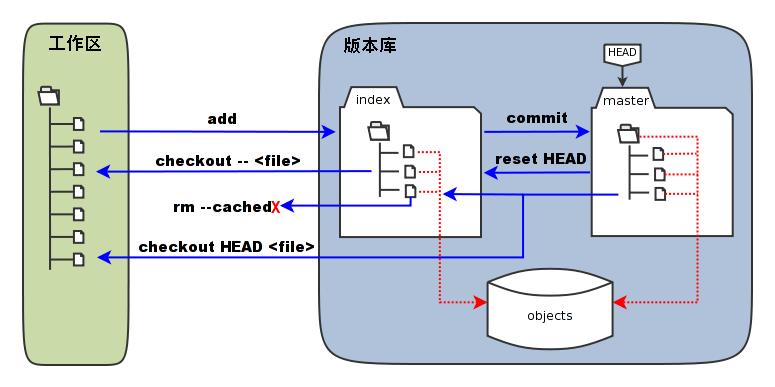 工作区
版本库
HEAD
index
master
add
commit
checkout -- <file>
reset HEAD
rm --cachedX
checkout HEAD <file>
objects